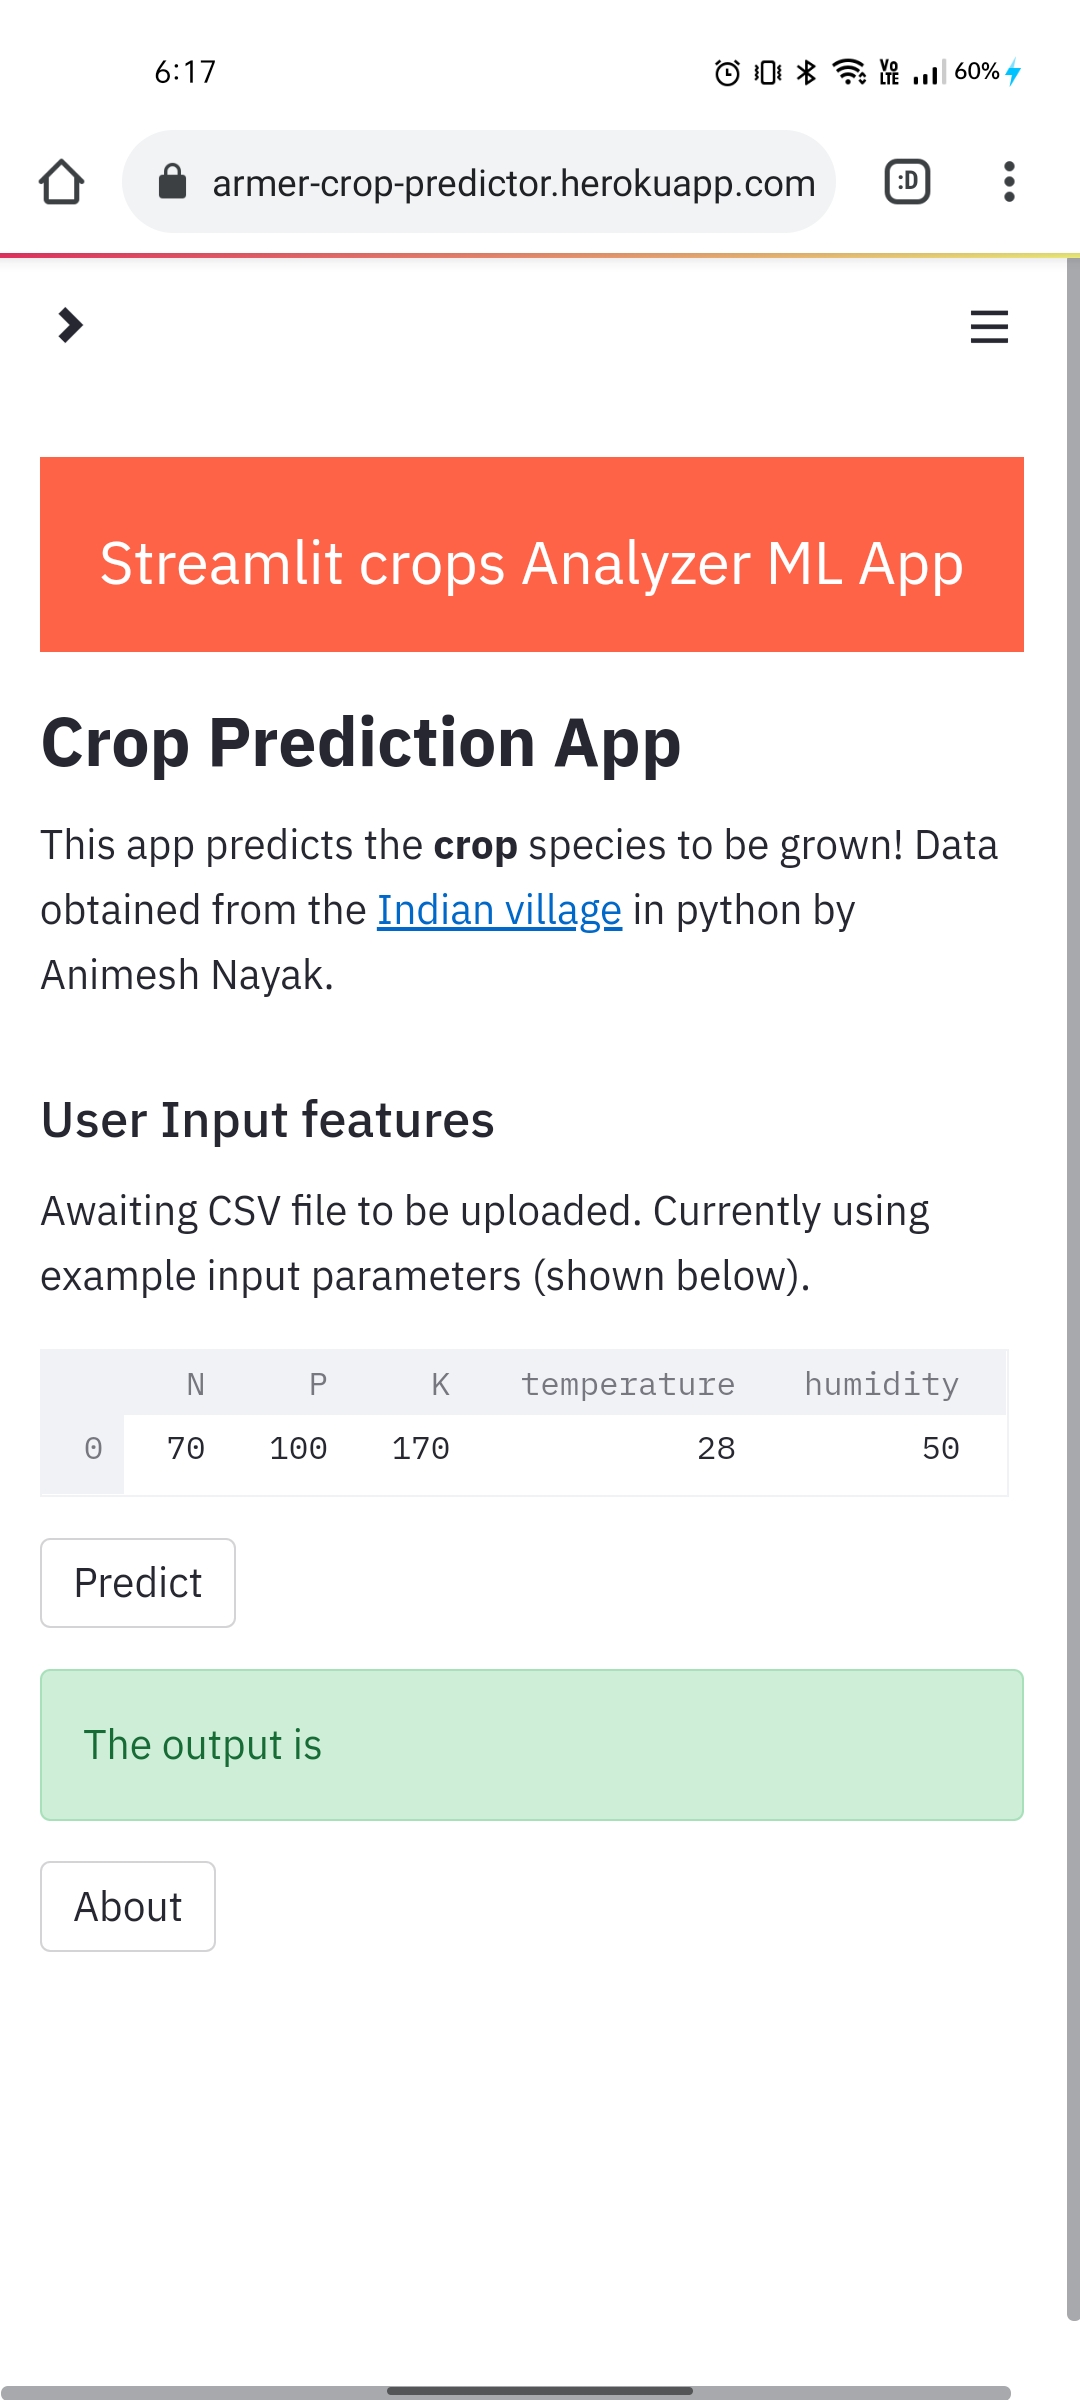 6:17
Vo
LTE
60%
armer-crop-predictor.herokuapp.com
:D
Streamlit crops Analyzer ML App
Crop Prediction App
This app predicts the crop species to be grown! Data
obtained from the Indian village in python by
Animesh Nayak.
User Input features
Awaiting CSV file to be uploaded. Currently using
example input parameters (shown below).
N P K temperature humidity
0 70 100 170 28 50
Predict
The output is
About